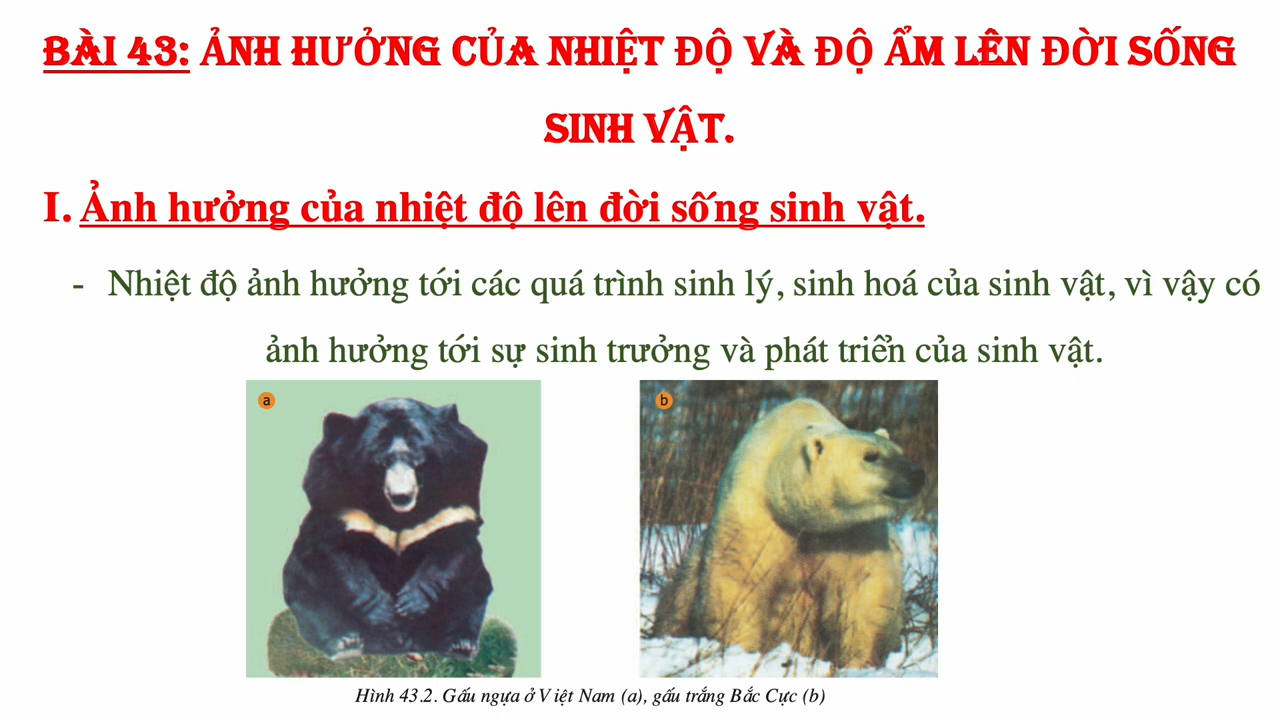 BÀI 43: ẢNH HƯỞNG CỦA NHIỆT ĐỘ VÀ ĐỘ ẨM LÊN ĐỜI SỐNG
SINH VẬT.
I. Ảnh hưởng của nhiệt độ lên đời sống sinh vật.
- Nhiệt độ ảnh hưởng tới các quá trình sinh lý, sinh hoá của sinh vật, vì vậy có
ảnh hưởng tới sự sinh trưởng và phát triển của sinh vật.
a
b
Hình 43.2. Gấu ngựa ở V iệt Nam (a), gấu trắng Bắc Cực (b)